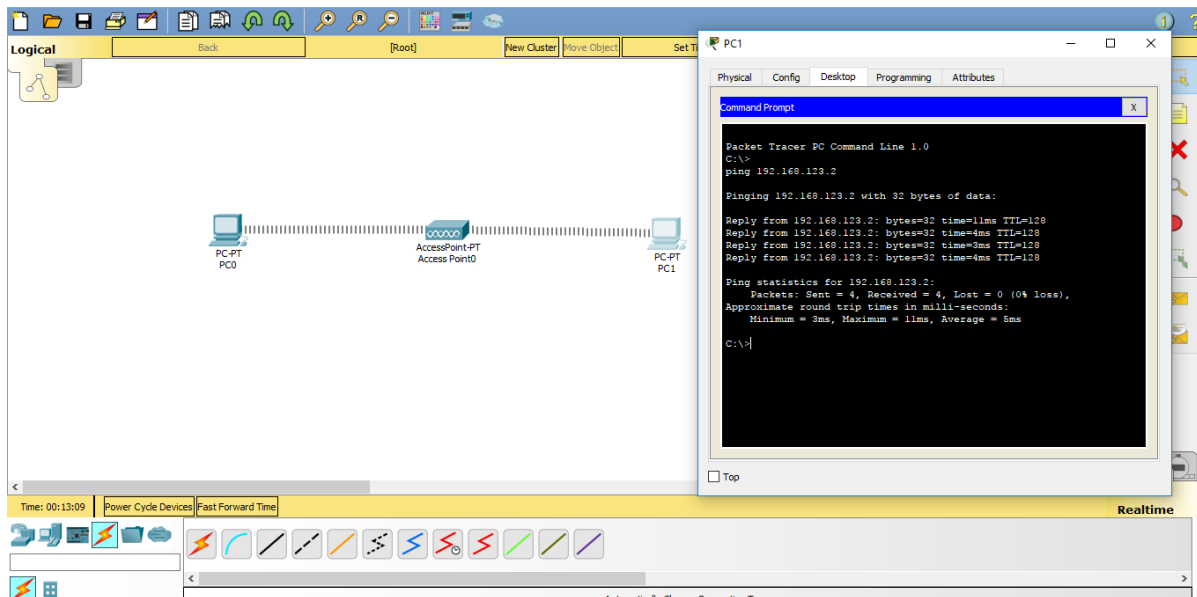 Logical
Back
[Root]
New Cluster
Move Object
Set Ti
PC1
Physical
Config
Desktop
Programming
Attributes
Command Prompt
X
Packet Tracer PC Command Line 1.0
C:\>
ping 192.168.123.2
Pinging 192.168.123.2 with 32 bytes of data:
Reply from 192.168.123.2: bytes=32 time=11ms TTL=128
Reply from 192.168.123.2: bytes=32 time=4ms TTL=128
Reply from 192.168.123.2: bytes=32 time=3ms TTL=128
Reply from 192.168.123.2: bytes=32 time=4ms TTL=128
Ping statistics for 192.168.123.2:
Packets: Sent = 4, Received = 4, Lost = 0 (0% loss),
Approximate round trip times in milli-seconds:
Minimum = 3ms, Maximum = 11ms, Average = 5ms
C:\>
PC-PT
PC0
AccessPoint-PT
Access Point0
PC-PT
PC1
Top
Time: 00:13:09
Power Cycle Devices
Fast Forward Time
Realtime